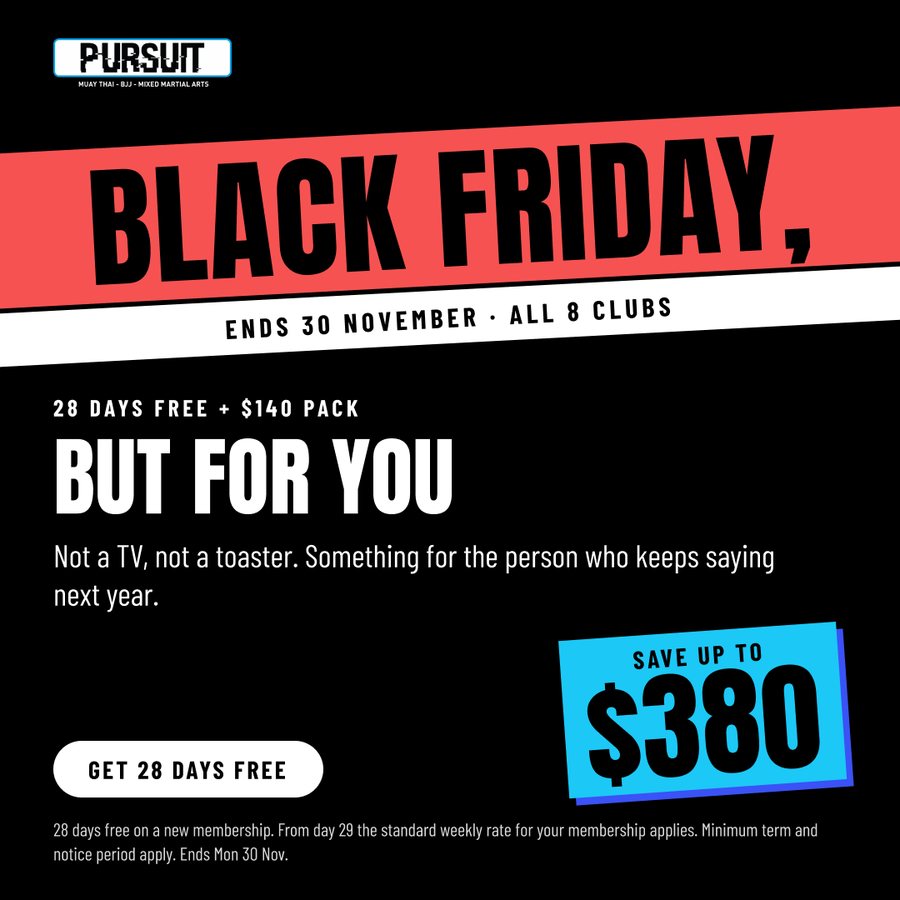 PURSUIT
MUAY THAI - BJJ - MIXED MARTIAL ARTS
BLACK FRIDAY,
ENDS 30 NOVEMBER · ALL 8 CLUBS
28 DAYS FREE + $140 PACK
BUT FOR YOU
Not a TV, not a toaster. Something for the person who keeps saying
next year.
SAVE UP TO
$380
GET 28 DAYS FREE
28 days free on a new membership. From day 29 the standard weekly rate for your membership applies. Minimum term and
notice period apply. Ends Mon 30 Nov.